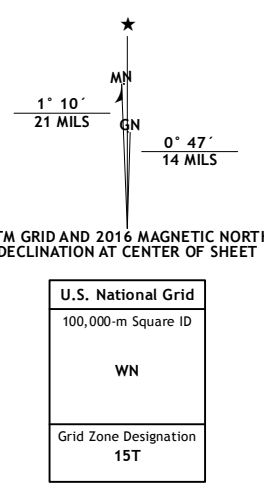 MN
1° 10´
21 MILS
GN
0° 47´
14 MILS
TM GRID AND 2016 MAGNETIC NORTH
DECLINATION AT CENTER OF SHEET
U.S. National Grid
100,000-m Square ID
WN
Grid Zone Designation
15T